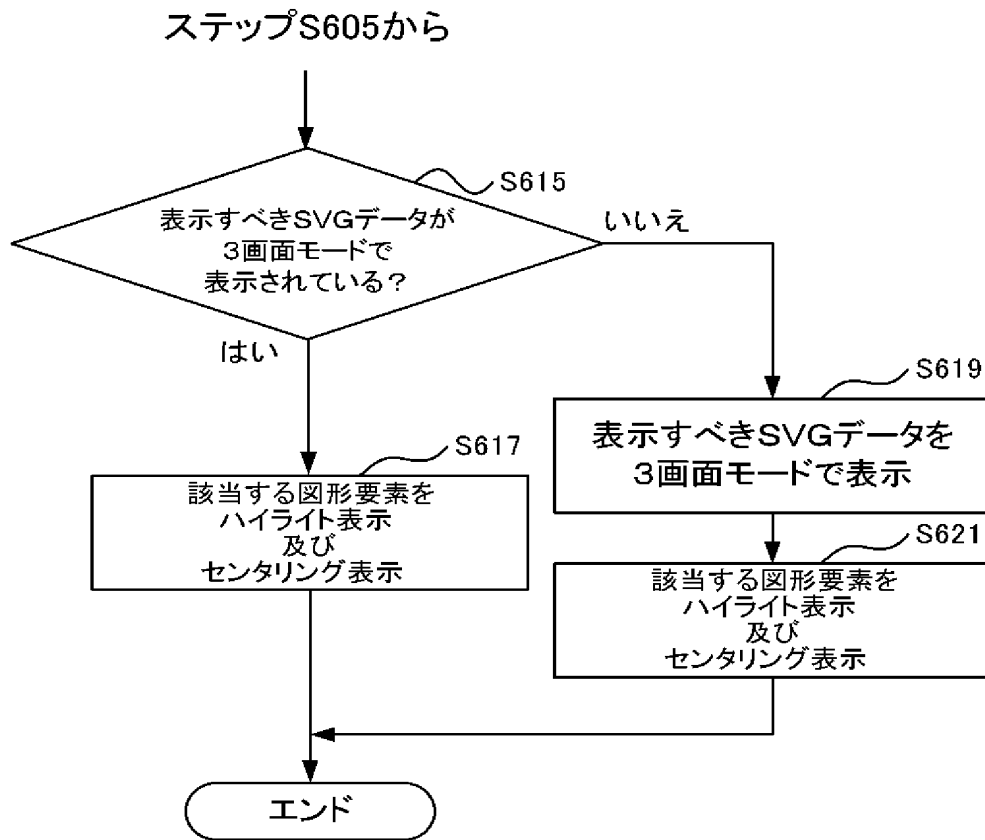 ステップS605から
S615
表示すべきSVGデータが
3画面モードで
表示されている?
いいえ
はい
S619
表示すべきSVGデータを
3画面モードで表示
S617
該当する図形要素を
ハイライト表示
及び
センタリング表示
S621
該当する図形要素を
ハイライト表示
及び
センタリング表示
エンド